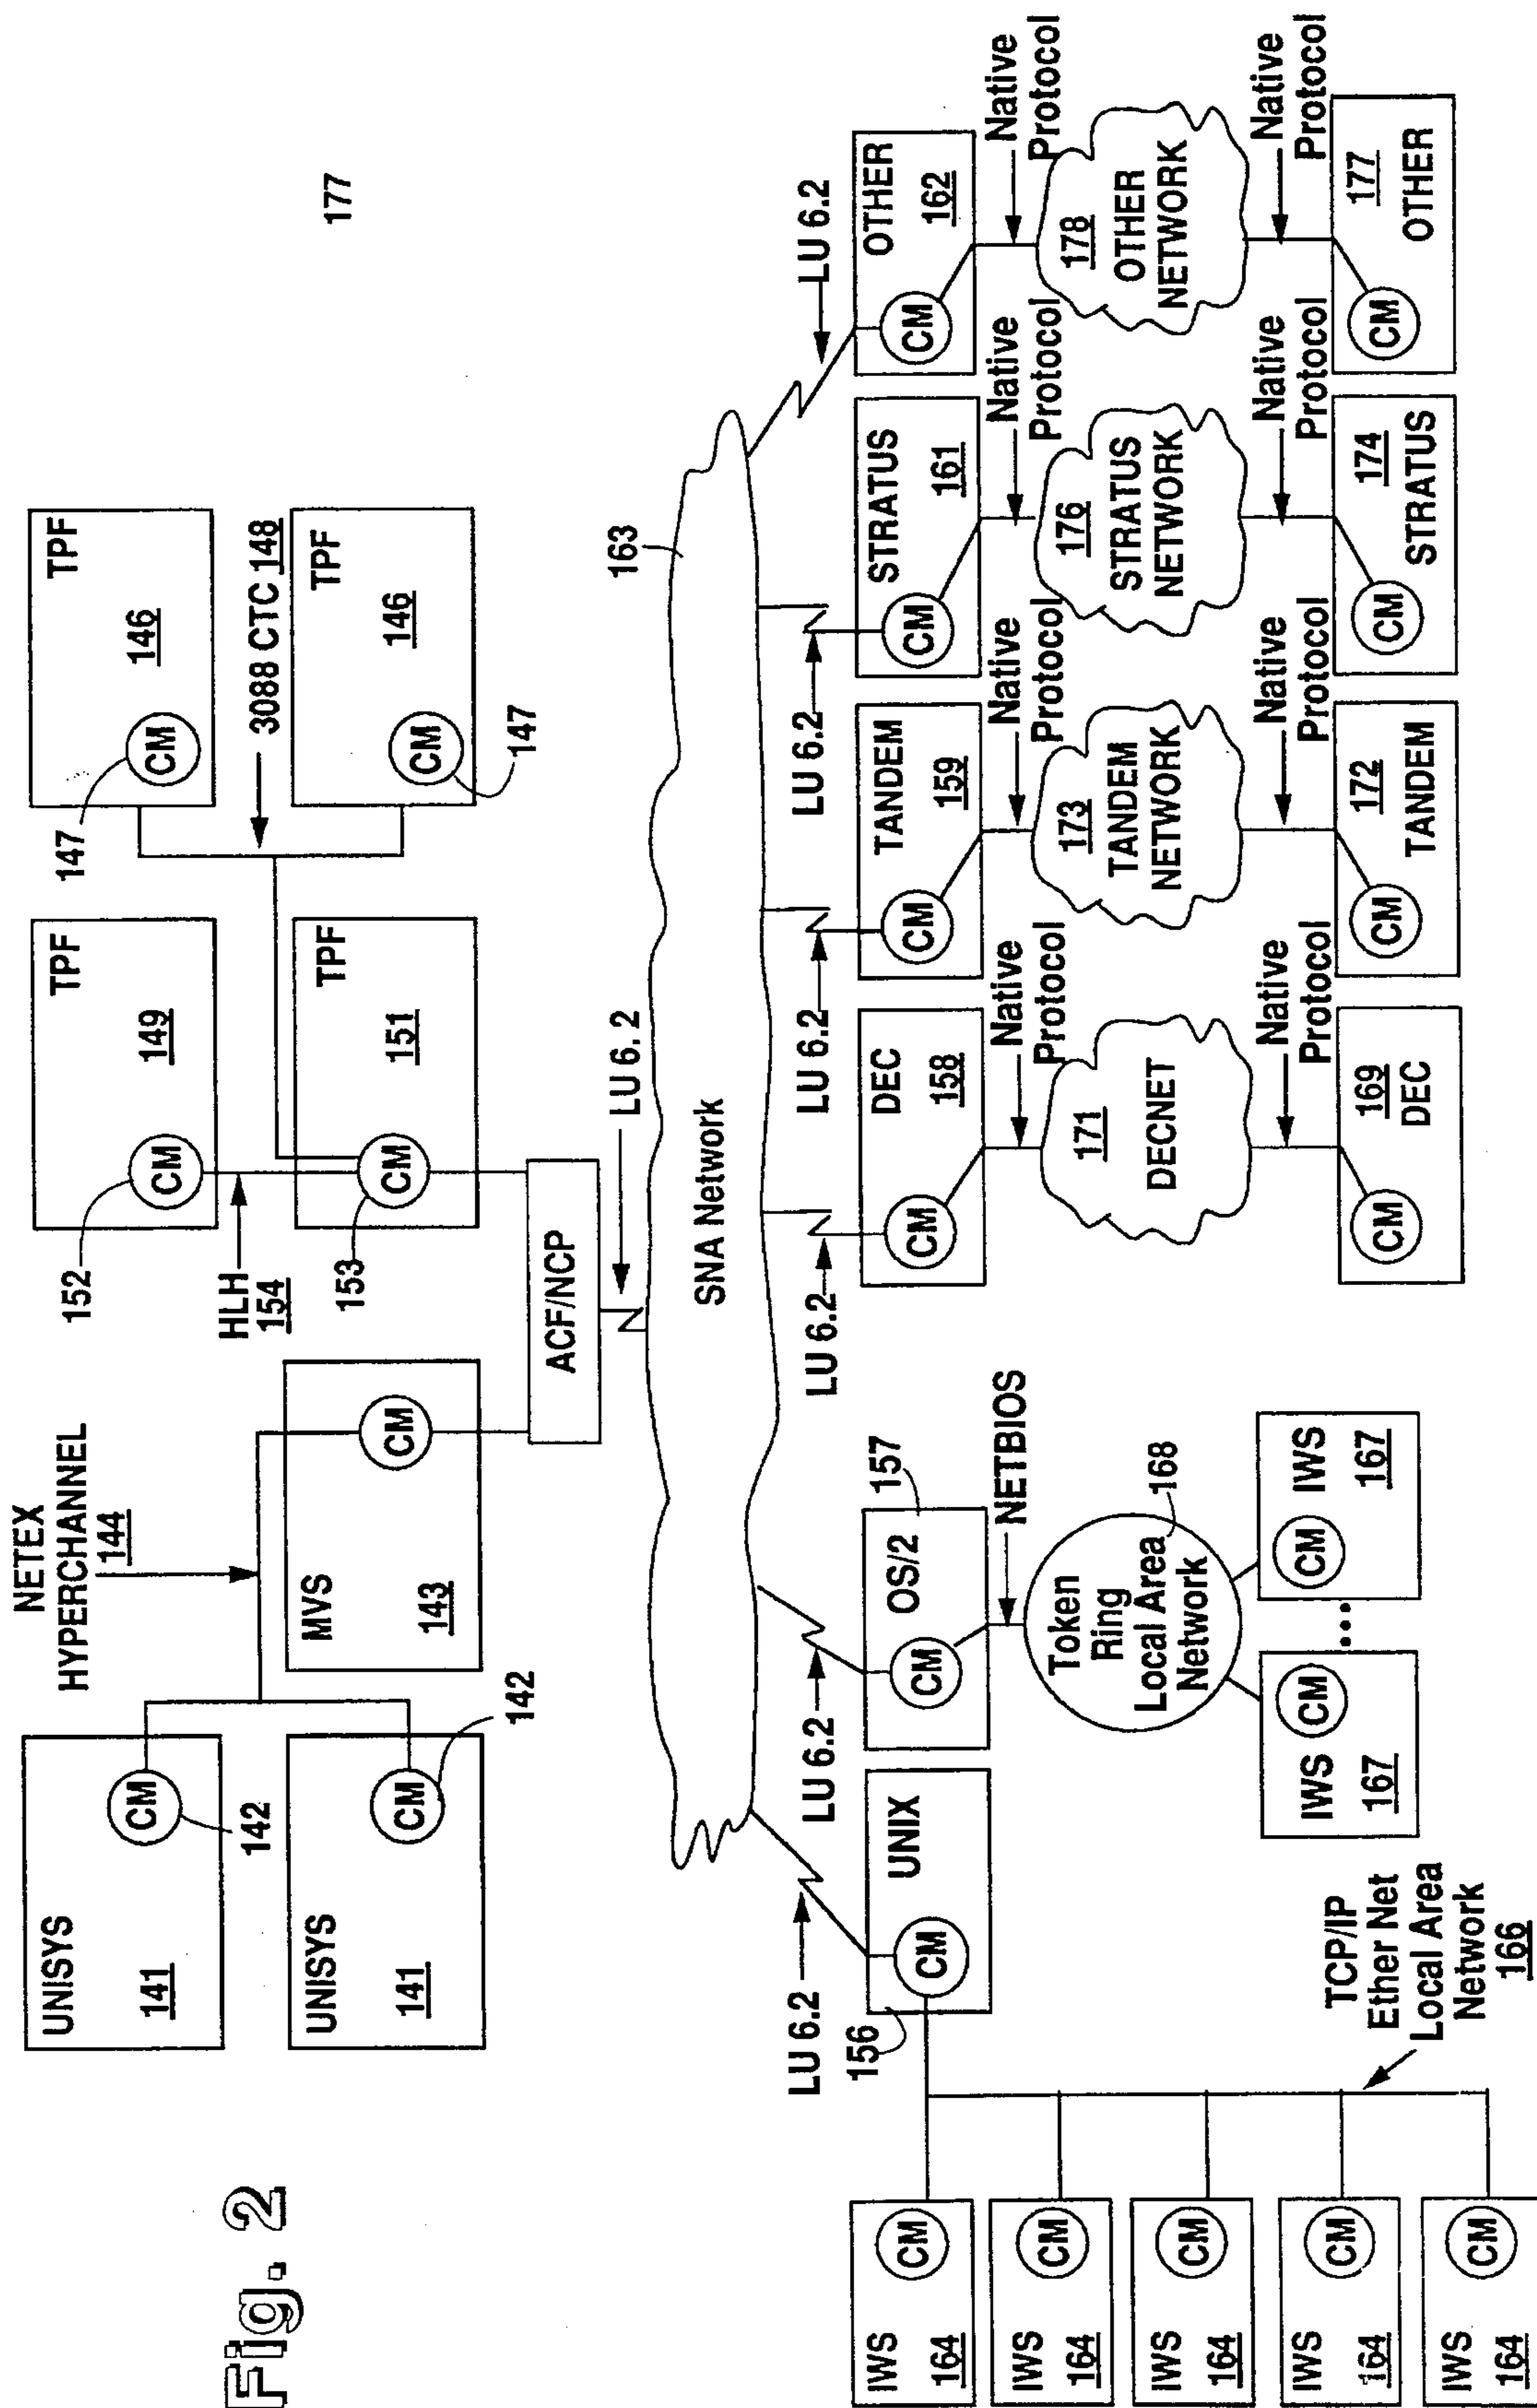 Fig. 2
UNISYS
141
CM
142
UNISYS
141
CM
142
NETEX
HYPERCHANNEL
144
MVS
143
CM
TPF
149
CM
152
HLH
154
TPF
151
CM
153
TPF
146
CM
147
3088 CTC 148
TPF
146
CM
147
177
ACF/NCP
LU 6.2
SNA Network
163
LU 6.2
LU 6.2
LU 6.2
LU 6.2
LU 6.2
LU 6.2
UNIX
CM
156
OS/2
CM
157
DEC
158
CM
TANDEM
159
CM
STRATUS
161
CM
OTHER
162
CM
NETBIOS
Native
Protocol
Native
Protocol
Native
Protocol
Native
Protocol
Token
Ring
Local Area
Network
168
171
DECNET
173
TANDEM
NETWORK
176
STRATUS
NETWORK
178
OTHER
NETWORK
Native
Protocol
Native
Protocol
Native
Protocol
Native
Protocol
IWS
167
CM
IWS
167
CM
169
DEC
CM
172
TANDEM
CM
174
STRATUS
CM
177
OTHER
CM
IWS
164
CM
IWS
164
CM
IWS
164
CM
IWS
164
CM
IWS
164
CM
TCP/IP
Ether Net
Local Area
Network
166